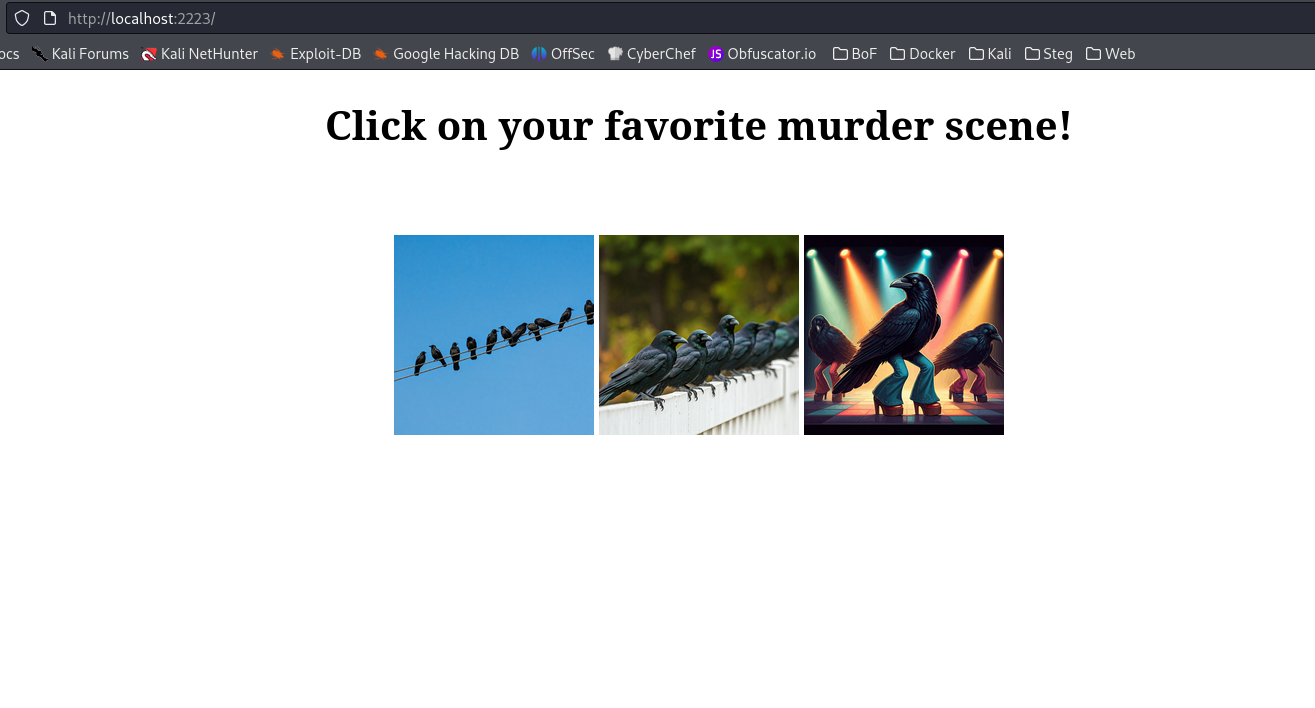 http://localhost:2223/
ocs Kali Forums Kali NetHunter Exploit-DB Google Hacking DB OffSec CyberChef JS Obfuscator.io BoF Docker Kali Steg Web
Click on your favorite murder scene!